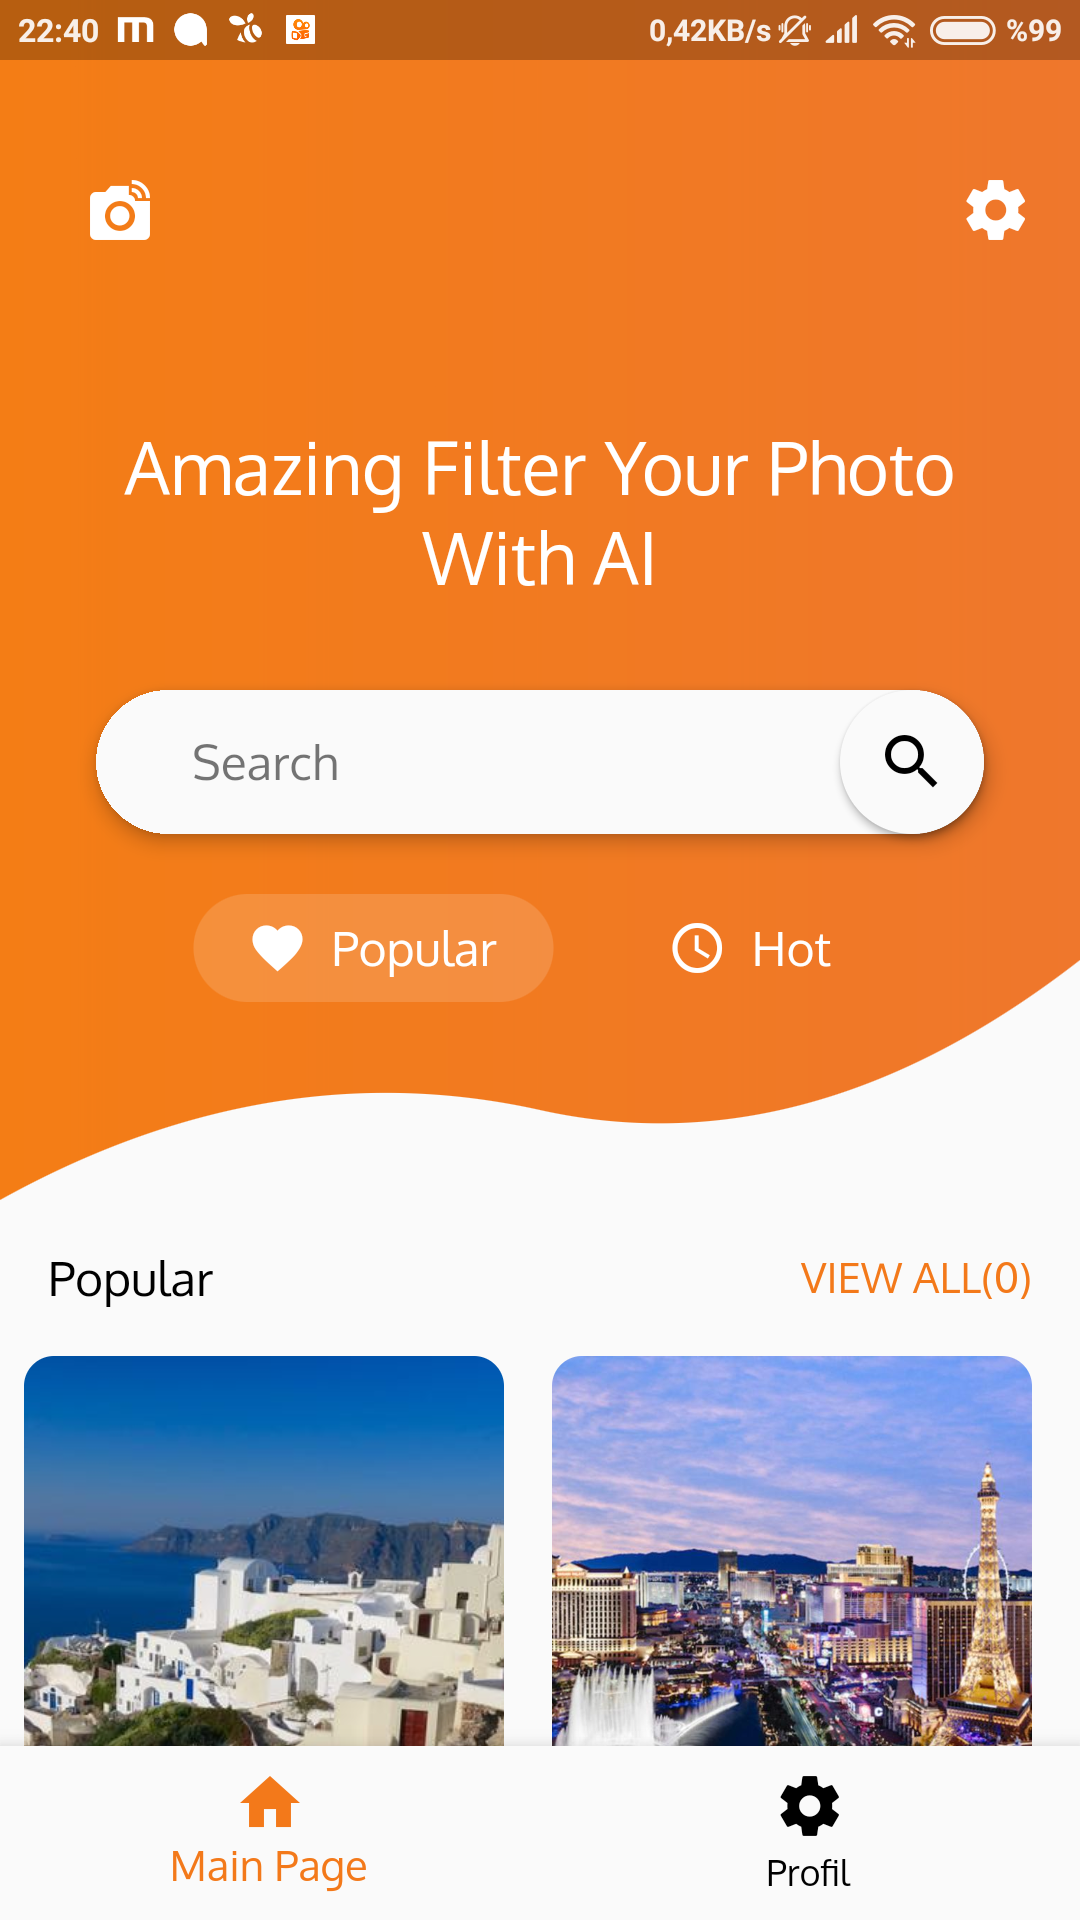 22:40 0,42KB/s %99
Amazing Filter Your Photo
With AI
Search
Popular Hot
Popular VIEW ALL(0)
Main Page Profil